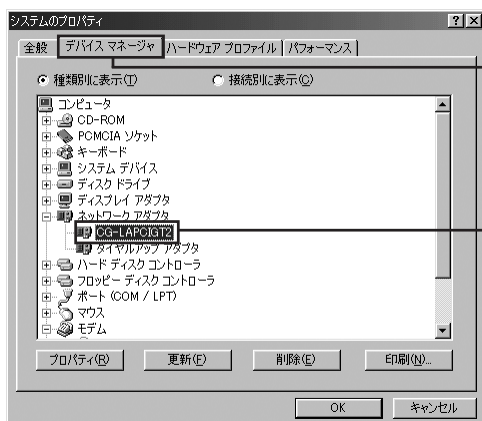 システムのプロパティ
全般 デバイス マネージャ ハードウェア プロファイル パフォーマンス
種類別に表示(T) 接続別に表示(C)
コンピュータ
CD-ROM
PCMCIA ソケット
キーボード
システム デバイス
ディスク ドライブ
ディスプレイ アダプタ
ネットワーク アダプタ
CG-LAPCIGT2
ダイヤルアップ アダプタ
ハード ディスク コントローラ
フロッピー ディスク コントローラ
ポート (COM / LPT)
マウス
モデム
プロパティ(R) 更新(F) 削除(E) 印刷(N)...
OK キャンセル